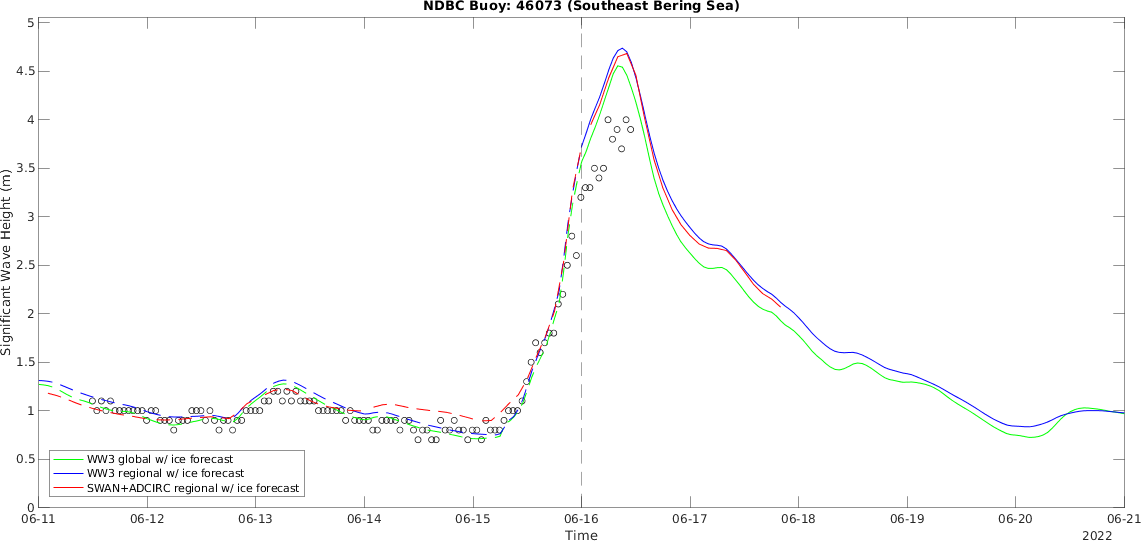 NDBC Buoy: 46073 (Southeast Bering Sea)
5
4.5
4
3.5
3
2.5
2
1.5
1
0.5
0
Significant Wave Height (m)
WW3 global w/ ice forecast
WW3 regional w/ ice forecast
SWAN+ADCIRC regional w/ ice forecast
06-11 06-12 06-13 06-14 06-15 06-16 06-17 06-18 06-19 06-20 06-21
Time 2022